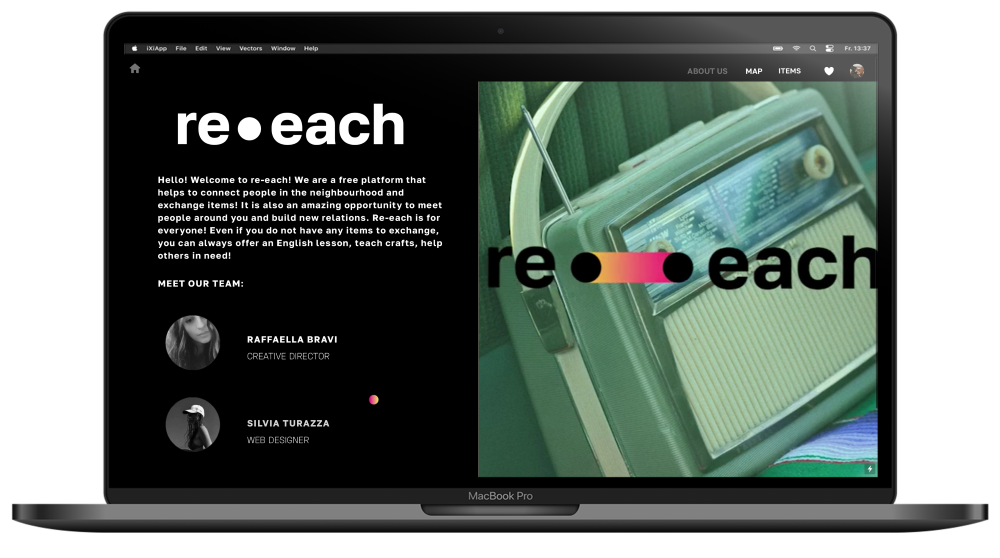 iXiApp File Edit View Vectors Window Help Fr. 13:37
ABOUT US MAP ITEMS
re●each
Hello! Welcome to re-each! We are a free platform that
helps to connect people in the neighbourhood and
exchange items! It is also an amazing opportunity to meet
people around you and build new relations. Re-each is for
everyone! Even if you do not have any items to exchange,
you can always offer an English lesson, teach crafts, help
others in need!
MEET OUR TEAM:
RAFFAELLA BRAVI
CREATIVE DIRECTOR
SILVIA TURAZZA
WEB DESIGNER
re each
MacBook Pro